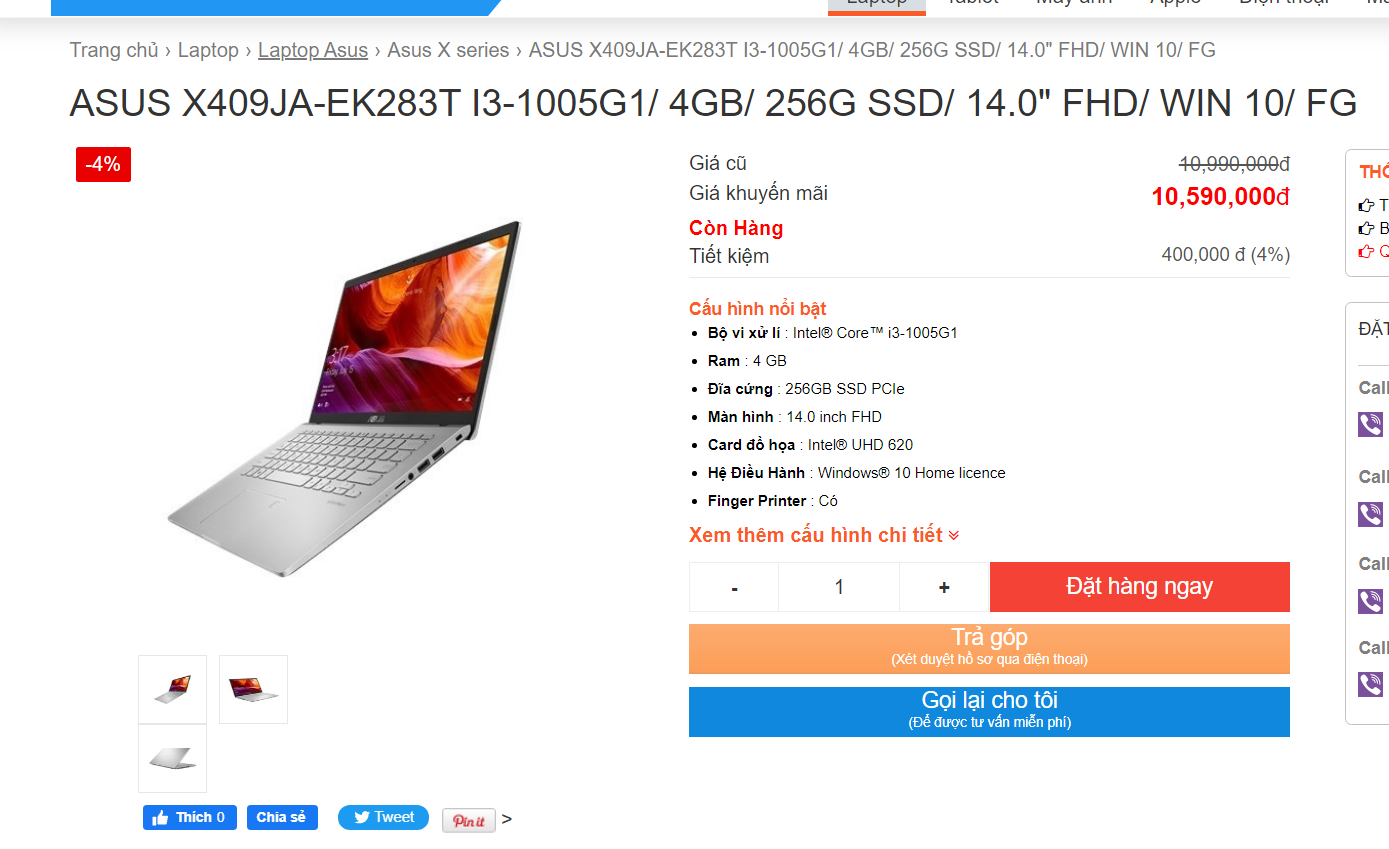 Laptop Tablet Máy ảnh Apple Điện thoại
Trang chủ › Laptop › Laptop Asus › Asus X series › ASUS X409JA-EK283T I3-1005G1/ 4GB/ 256G SSD/ 14.0" FHD/ WIN 10/ FG
ASUS X409JA-EK283T I3-1005G1/ 4GB/ 256G SSD/ 14.0" FHD/ WIN 10/ FG
-4%
Giá cũ 10,990,000đ
Giá khuyến mãi 10,590,000đ
Còn Hàng
Tiết kiệm 400,000 đ (4%)
Cấu hình nổi bật
Bộ vi xử lí : Intel® Core™ i3-1005G1
Ram : 4 GB
Đĩa cứng : 256GB SSD PCIe
Màn hình : 14.0 inch FHD
Card đồ họa : Intel® UHD 620
Hệ Điều Hành : Windows® 10 Home licence
Finger Printer : Có
Xem thêm cấu hình chi tiết
- 1 + Đặt hàng ngay
Trả góp
(Xét duyệt hồ sơ qua điện thoại)
Gọi lại cho tôi
(Để được tư vấn miễn phí)
Thích 0 Chia sẻ Tweet Pin it >
T
B
Q
Call
Call
Call
Call